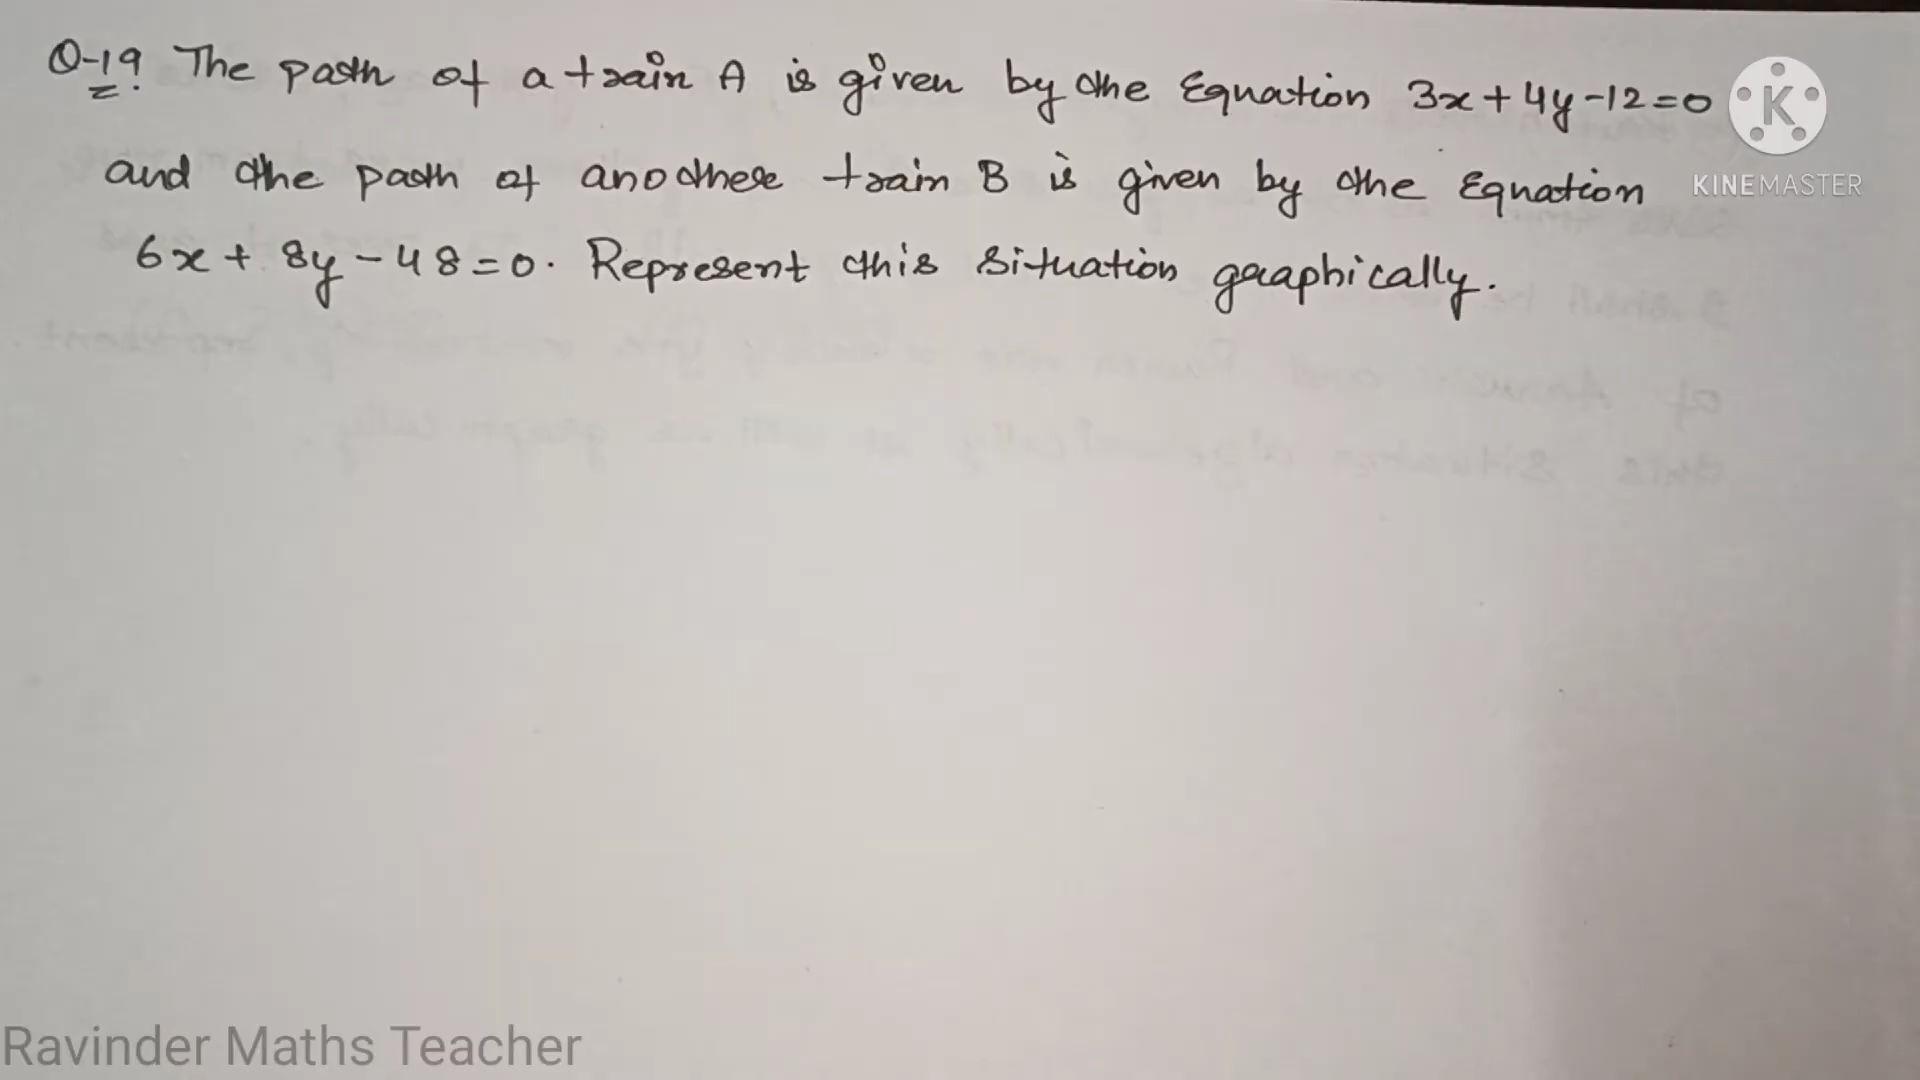 Q-19. The path of a train A is given by the Equation 3x + 4y - 12 = 0
K
KINEMASTER
and the path of another train B is given by the Equation
6x + 8y - 48 = 0. Represent this situation graphically.
Ravinder Maths Teacher